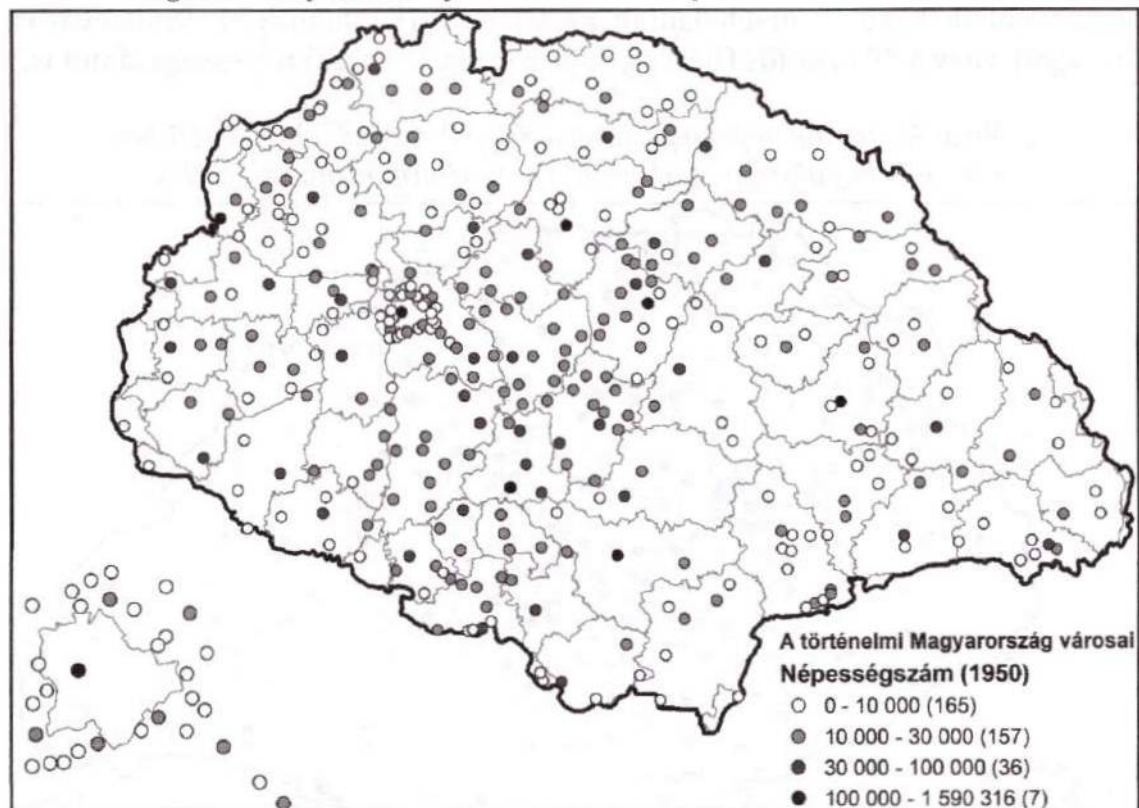 A történelmi Magyarország városai
Népességszám (1950)
0 - 10 000 (165)
10 000 - 30 000 (157)
30 000 - 100 000 (36)
100 000 - 1 590 316 (7)